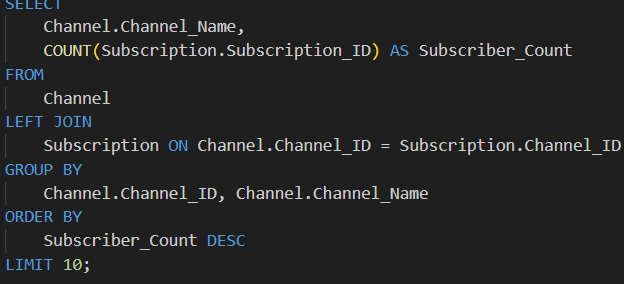 SELECT
Channel.Channel_Name,
COUNT(Subscription.Subscription_ID) AS Subscriber_Count
FROM
Channel
LEFT JOIN
Subscription ON Channel.Channel_ID = Subscription.Channel_ID
GROUP BY
Channel.Channel_ID, Channel.Channel_Name
ORDER BY
Subscriber_Count DESC
LIMIT 10;